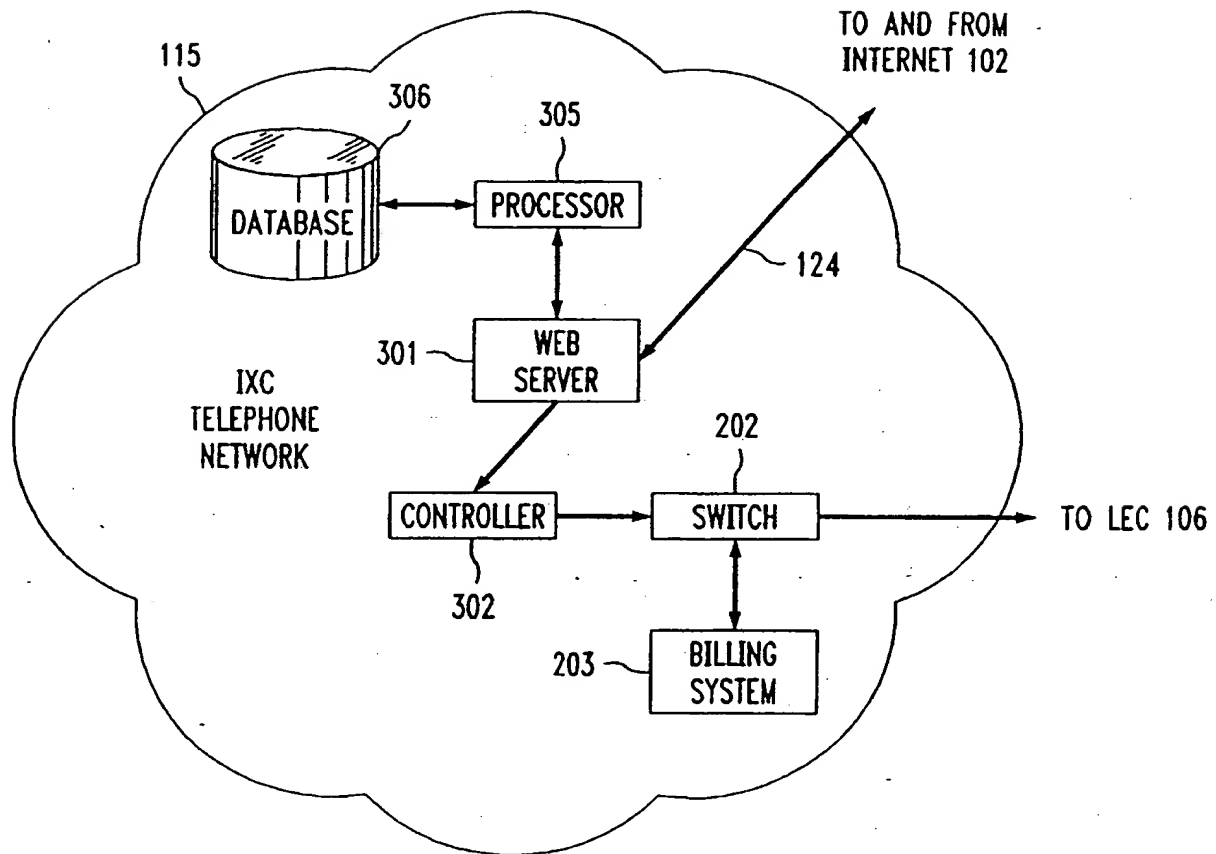 TO AND FROM
INTERNET 102
115
306
305
DATABASE
PROCESSOR
124
301
WEB
SERVER
IXC
TELEPHONE
NETWORK
202
CONTROLLER
SWITCH
TO LEC 106
302
203
BILLING
SYSTEM